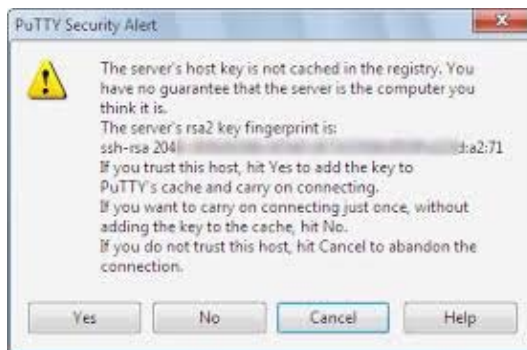 PuTTY Security Alert
The server's host key is not cached in the registry. You
have no guarantee that the server is the computer you
think it is.
The server's rsa2 key fingerprint is:
ssh-rsa 204 d:a2:71
If you trust this host, hit Yes to add the key to
PuTTY's cache and carry on connecting.
If you want to carry on connecting just once, without
adding the key to the cache, hit No.
If you do not trust this host, hit Cancel to abandon the
connection.
Yes No Cancel Help